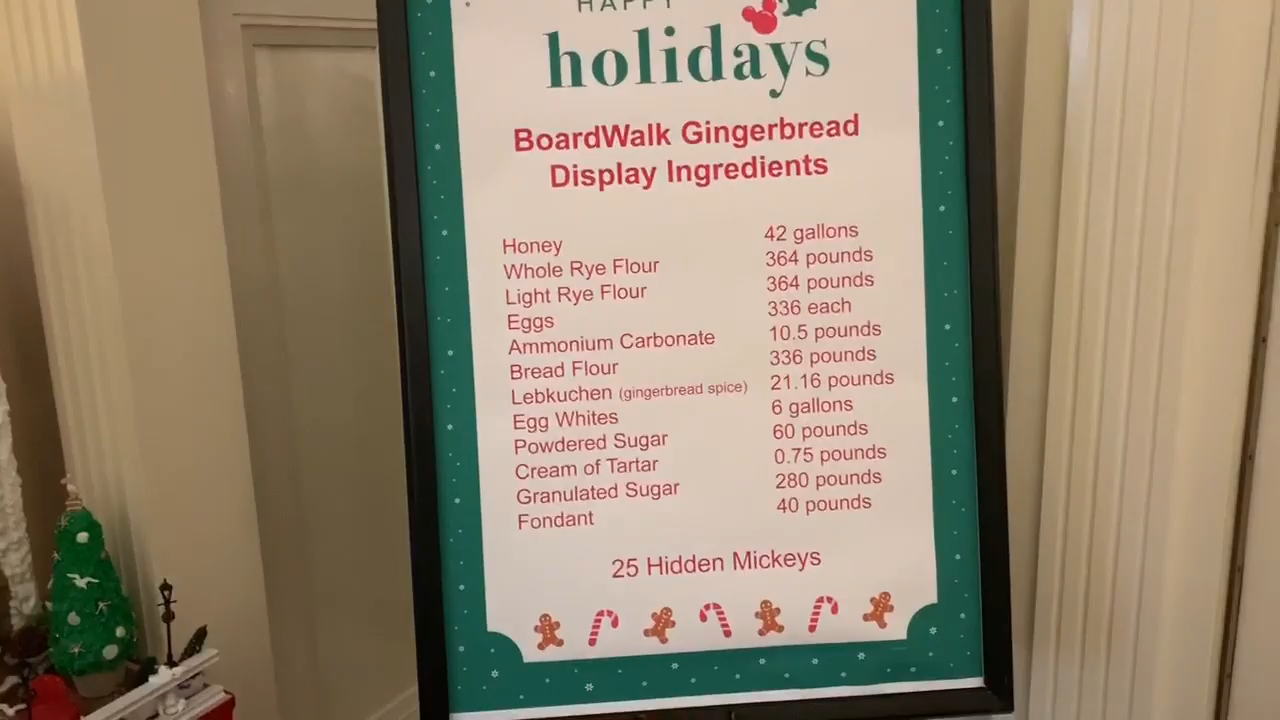 HAPPY
holidays
BoardWalk Gingerbread
Display Ingredients
Honey 42 gallons
Whole Rye Flour 364 pounds
Light Rye Flour 364 pounds
Eggs 336 each
Ammonium Carbonate 10.5 pounds
Bread Flour 336 pounds
Lebkuchen (gingerbread spice) 21.16 pounds
Egg Whites 6 gallons
Powdered Sugar 60 pounds
Cream of Tartar 0.75 pounds
Granulated Sugar 280 pounds
Fondant 40 pounds
25 Hidden Mickeys